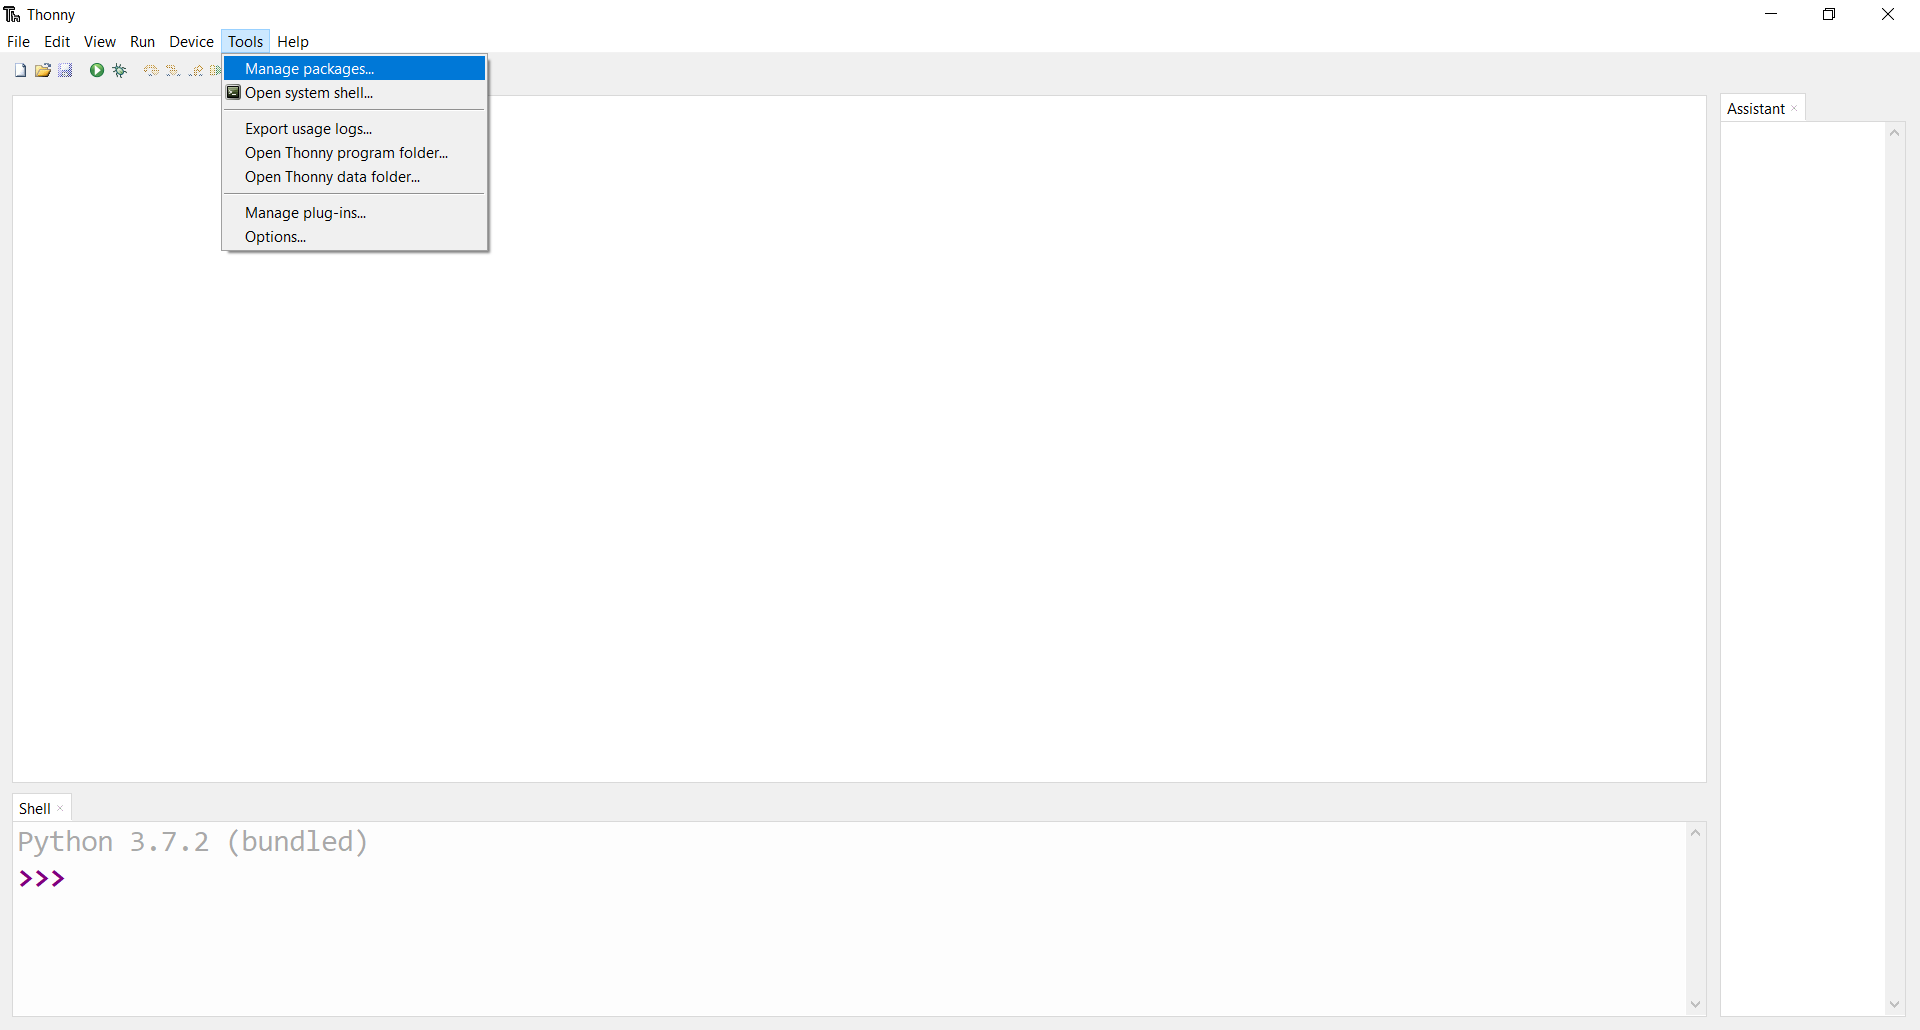 Thonny
File Edit View Run Device Tools Help
Manage packages...
Open system shell...
Export usage logs...
Open Thonny program folder...
Open Thonny data folder...
Manage plug-ins...
Options...
Assistant
Shell
Python 3.7.2 (bundled)
>>>